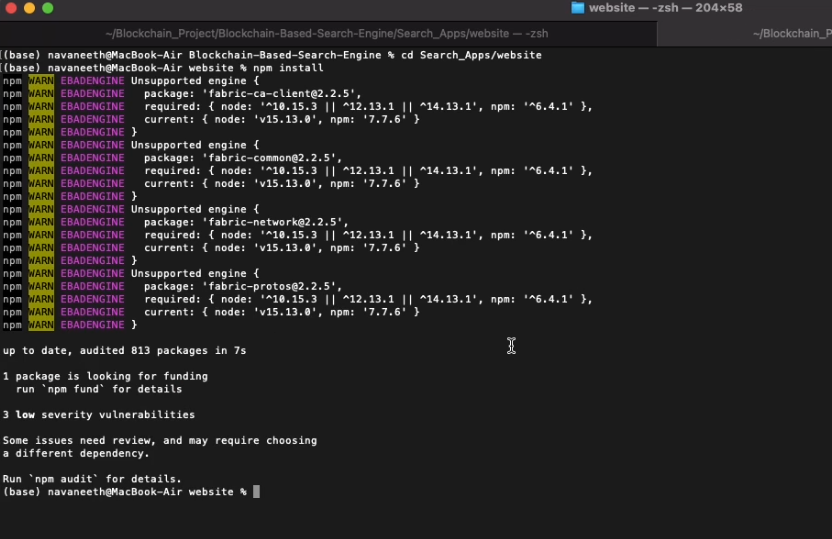 website — -zsh — 204×58
~/Blockchain_Project/Blockchain-Based-Search-Engine/Search_Apps/website — -zsh
~/Blockchain_P
[(base) navaneeth@MacBook-Air Blockchain-Based-Search-Engine % cd Search_Apps/website
[(base) navaneeth@MacBook-Air website % npm install
npm WARN EBADENGINE Unsupported engine {
npm WARN EBADENGINE   package: 'fabric-ca-client@2.2.5',
npm WARN EBADENGINE   required: { node: '^10.15.3 || ^12.13.1 || ^14.13.1', npm: '^6.4.1' },
npm WARN EBADENGINE   current: { node: 'v15.13.0', npm: '7.7.6' }
npm WARN EBADENGINE }
npm WARN EBADENGINE Unsupported engine {
npm WARN EBADENGINE   package: 'fabric-common@2.2.5',
npm WARN EBADENGINE   required: { node: '^10.15.3 || ^12.13.1 || ^14.13.1', npm: '^6.4.1' },
npm WARN EBADENGINE   current: { node: 'v15.13.0', npm: '7.7.6' }
npm WARN EBADENGINE }
npm WARN EBADENGINE Unsupported engine {
npm WARN EBADENGINE   package: 'fabric-network@2.2.5',
npm WARN EBADENGINE   required: { node: '^10.15.3 || ^12.13.1 || ^14.13.1', npm: '^6.4.1' },
npm WARN EBADENGINE   current: { node: 'v15.13.0', npm: '7.7.6' }
npm WARN EBADENGINE }
npm WARN EBADENGINE Unsupported engine {
npm WARN EBADENGINE   package: 'fabric-protos@2.2.5',
npm WARN EBADENGINE   required: { node: '^10.15.3 || ^12.13.1 || ^14.13.1', npm: '^6.4.1' },
npm WARN EBADENGINE   current: { node: 'v15.13.0', npm: '7.7.6' }
npm WARN EBADENGINE }
up to date, audited 813 packages in 7s
1 package is looking for funding
  run `npm fund` for details
3 low severity vulnerabilities
Some issues need review, and may require choosing
a different dependency.
Run `npm audit` for details.
(base) navaneeth@MacBook-Air website %